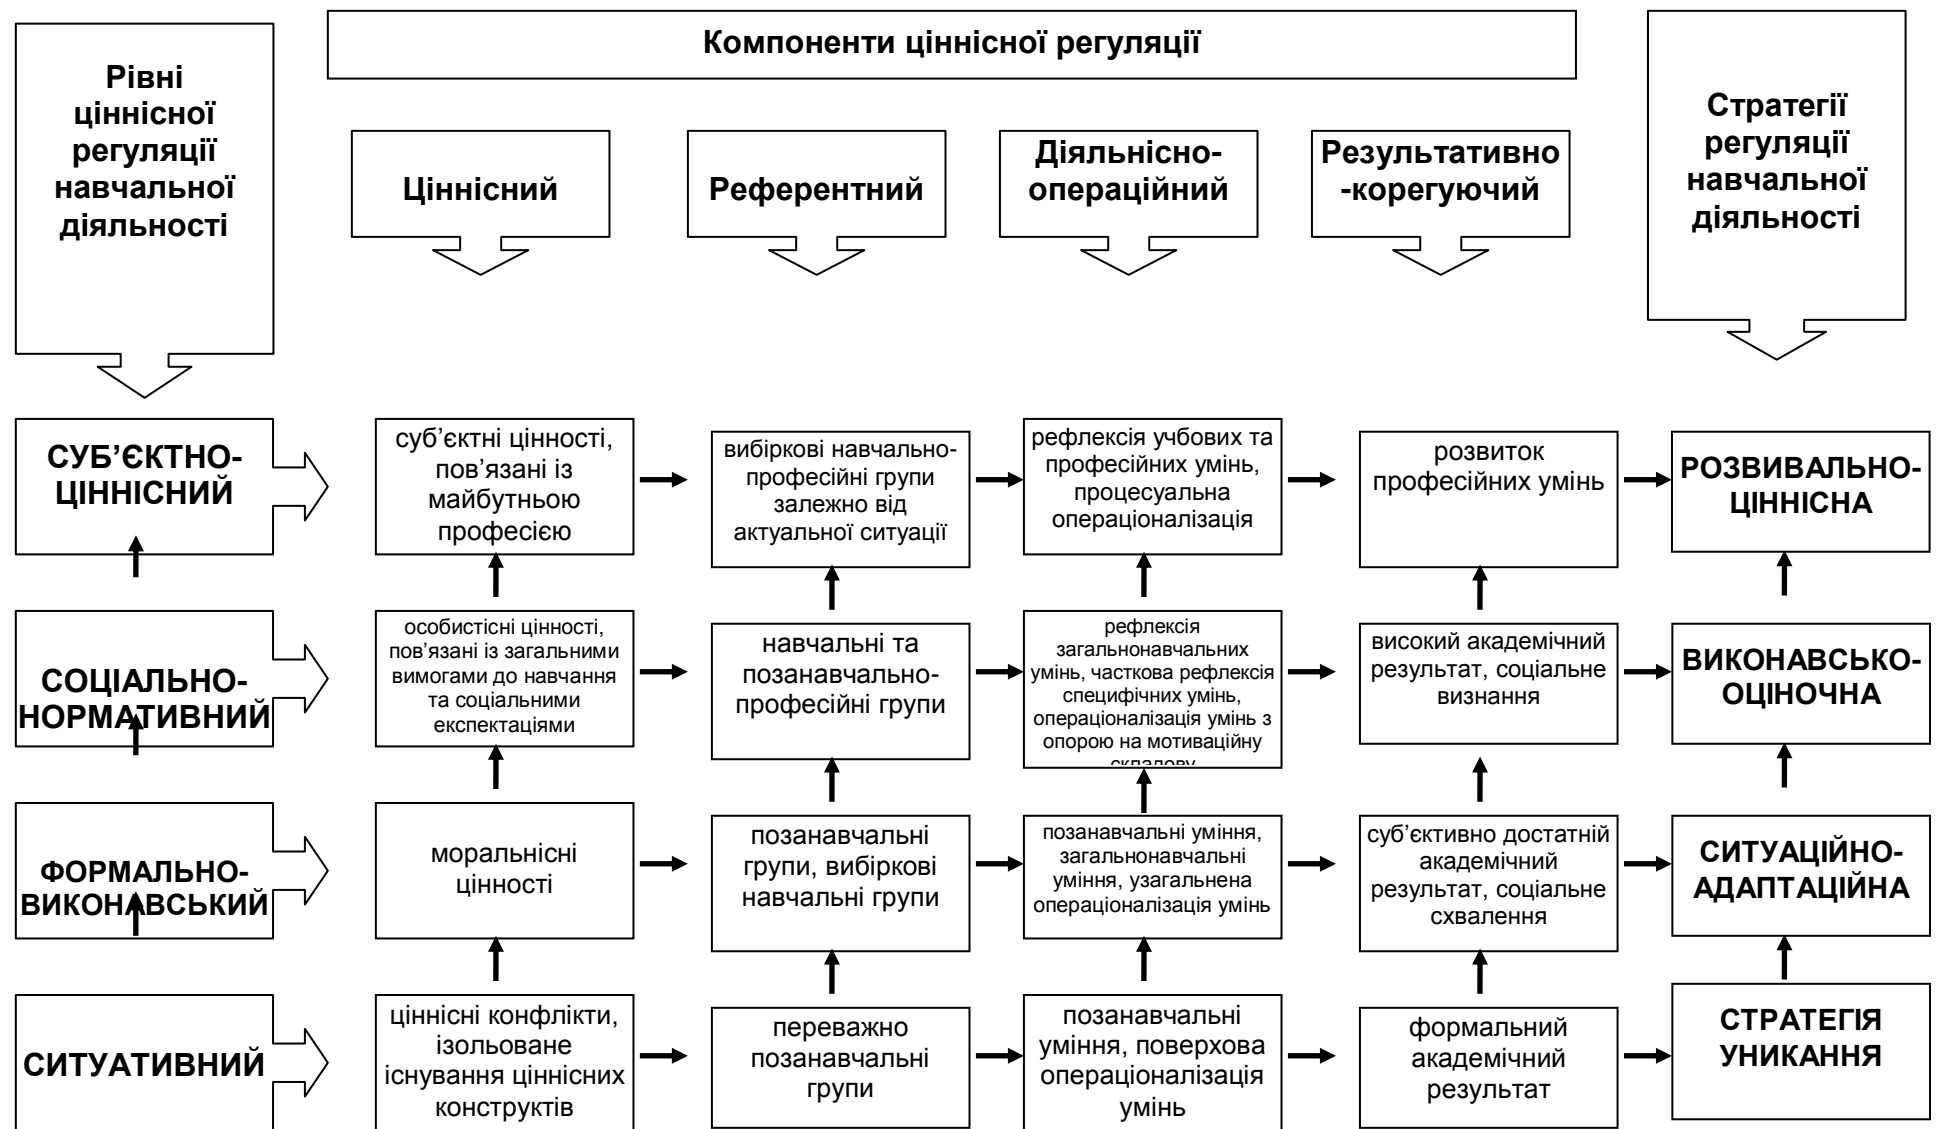 Компоненти ціннісної регуляції
Рівні
ціннісної
регуляції
навчальної
діяльності
Ціннісний
Референтний
Діяльнісно-
операційний
Результативно
-корегуючий
Стратегії
регуляції
навчальної
діяльності
СУБ’ЄКТНО-
ЦІННІСНИЙ
суб’єктні цінності,
пов’язані із
майбутньою
професією
вибіркові навчально-
професійні групи
залежно від
актуальної ситуації
рефлексія учбових та
професійних умінь,
процесуальна
операціоналізація
розвиток
професійних умінь
РОЗВИВАЛЬНО-
ЦІННІСНА
СОЦІАЛЬНО-
НОРМАТИВНИЙ
особистісні цінності,
пов’язані із загальними
вимогами до навчання
та соціальними
експектаціями
навчальні та
позанавчально-
професійні групи
рефлексія
загальнонавчальних
умінь, часткова рефлексія
специфічних умінь,
операціоналізація умінь з
опорою на мотиваційну
складову
високий академічний
результат, соціальне
визнання
ВИКОНАВСЬКО-
ОЦІНОЧНА
ФОРМАЛЬНО-
ВИКОНАВСЬКИЙ
моральнісні
цінності
позанавчальні
групи, вибіркові
навчальні групи
позанавчальні уміння,
загальнонавчальні
уміння, узагальнена
операціоналізація умінь
суб’єктивно достатній
академічний
результат, соціальне
схвалення
СИТУАЦІЙНО-
АДАПТАЦІЙНА
СИТУАТИВНИЙ
ціннісні конфлікти,
ізольоване
існування ціннісних
конструктів
переважно
позанавчальні
групи
позанавчальні
уміння, поверхова
операціоналізація
умінь
формальний
академічний
результат
СТРАТЕГІЯ
УНИКАННЯ